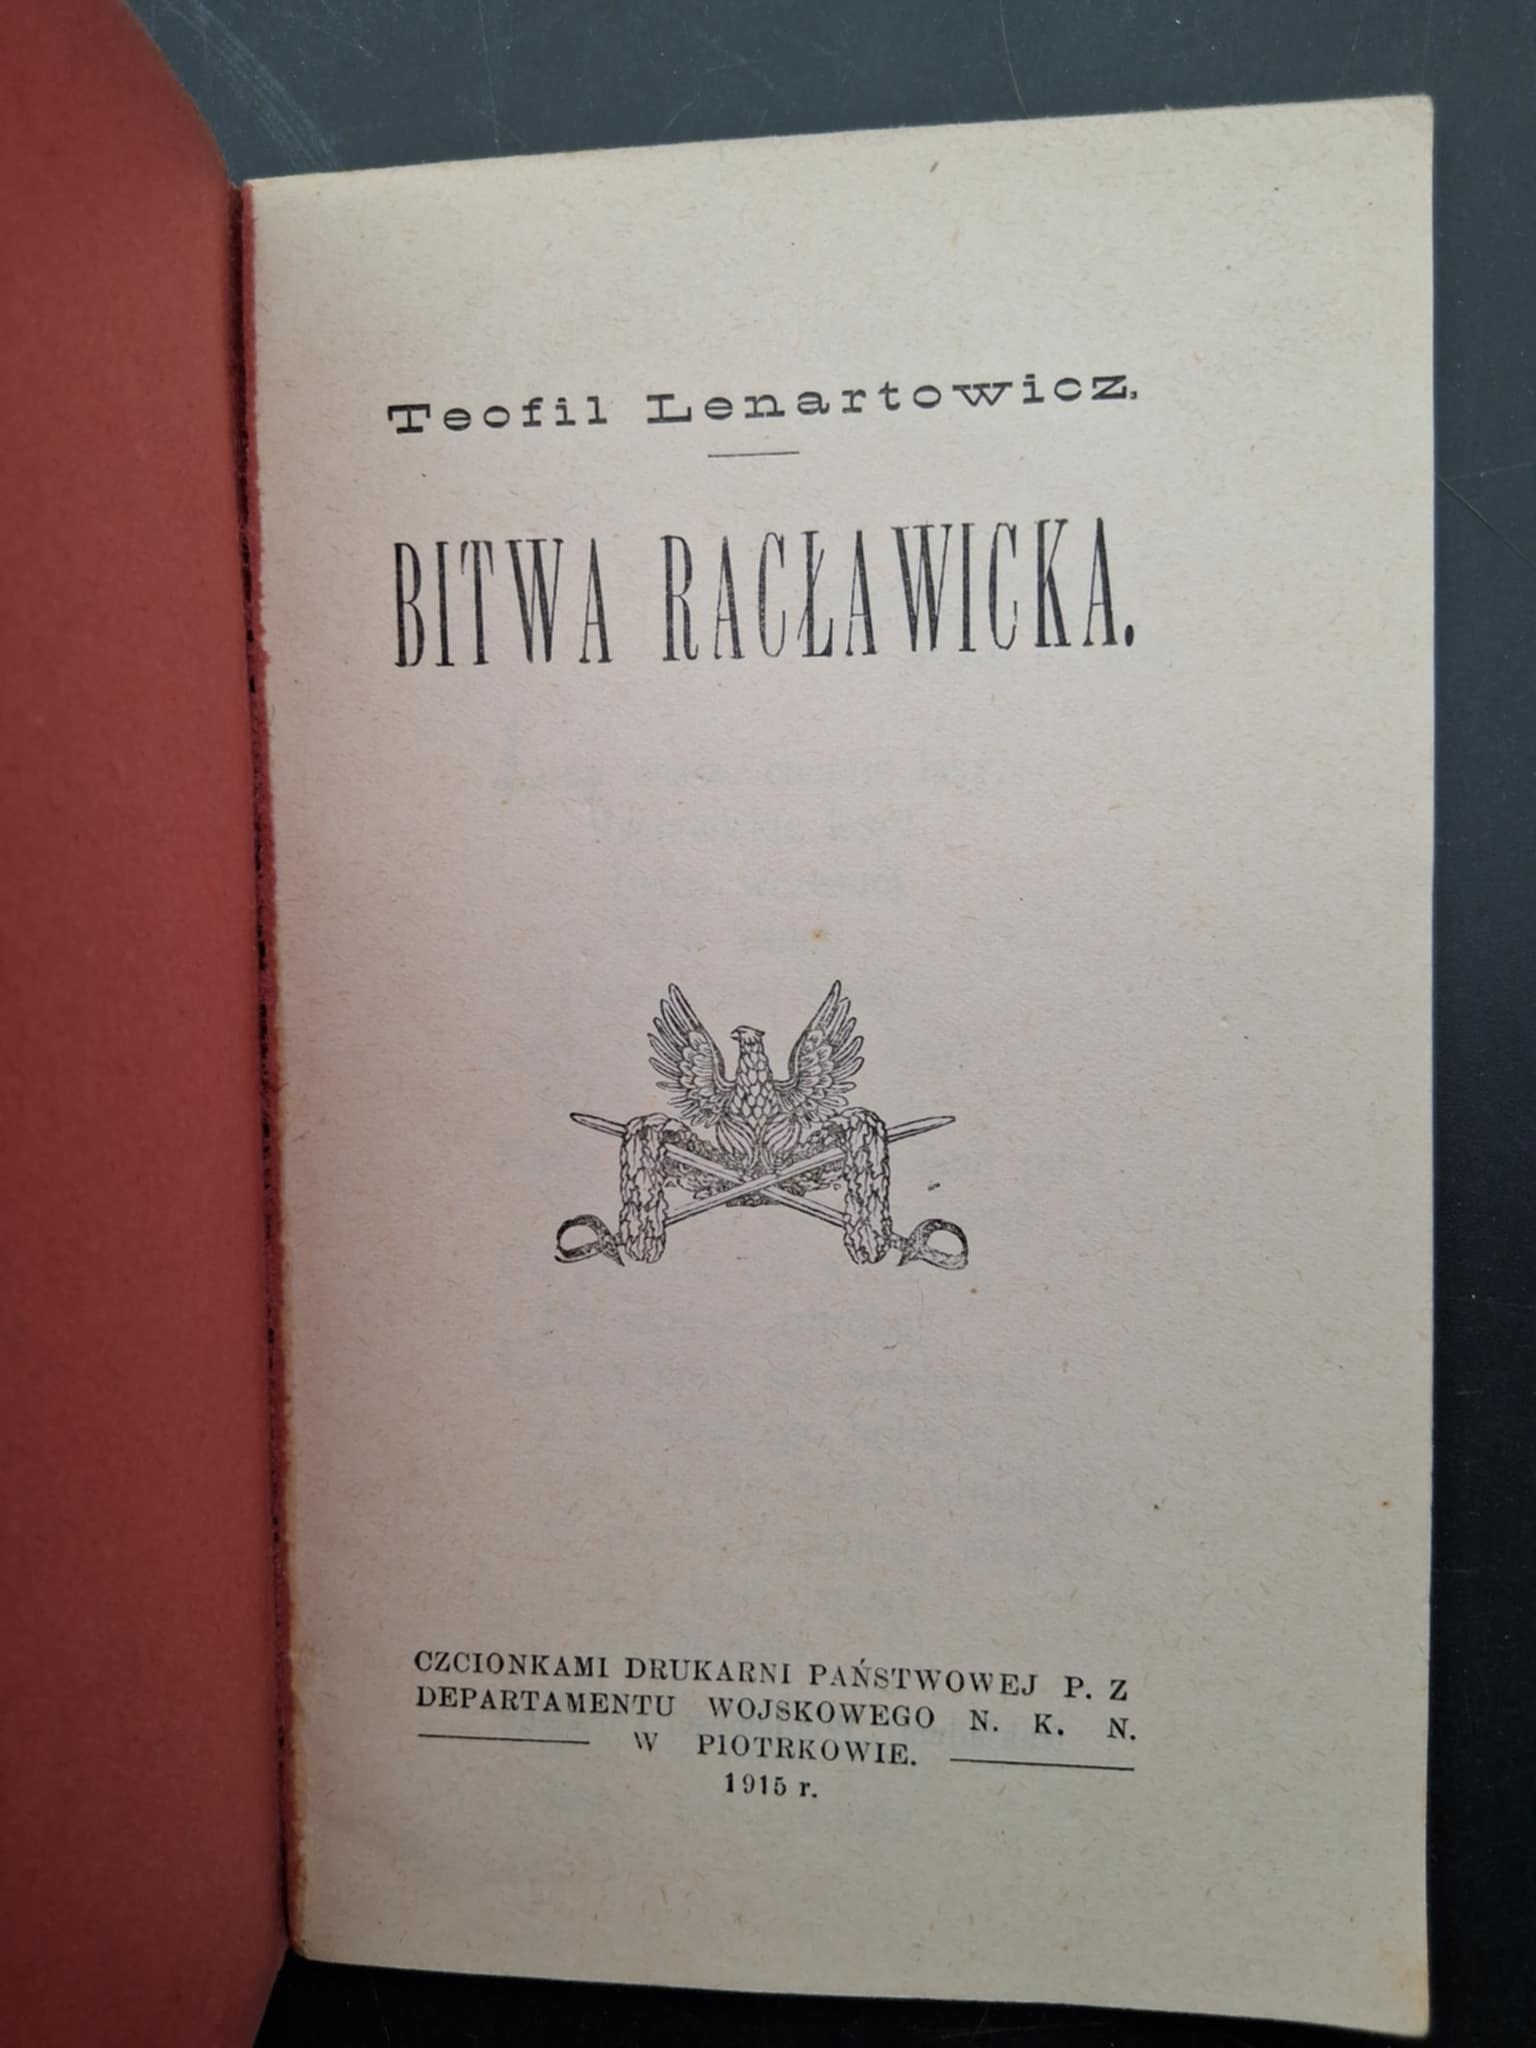 Teofil Lenartowicz.
BITWA RACŁAWICKA.
CZCIONKAMI DRUKARNI PAŃSTWOWEJ P. Z
DEPARTAMENTU WOJSKOWEGO N. K. N.
W PIOTRKOWIE.
1915 r.